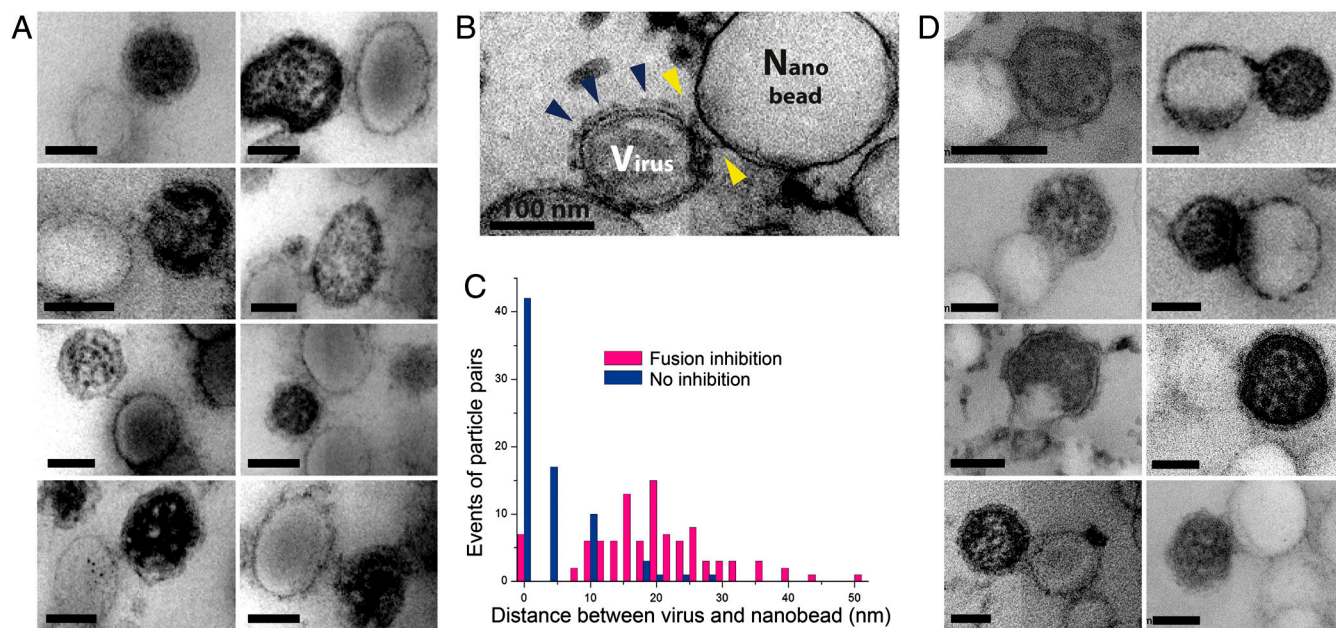 A
B
Nano
bead
Virus
100 nm
C
40
30
20
10
0
Events of particle pairs
Fusion inhibition
No inhibition
0 10 20 30 40 50
Distance between virus and nanobead (nm)
D
m
m
m